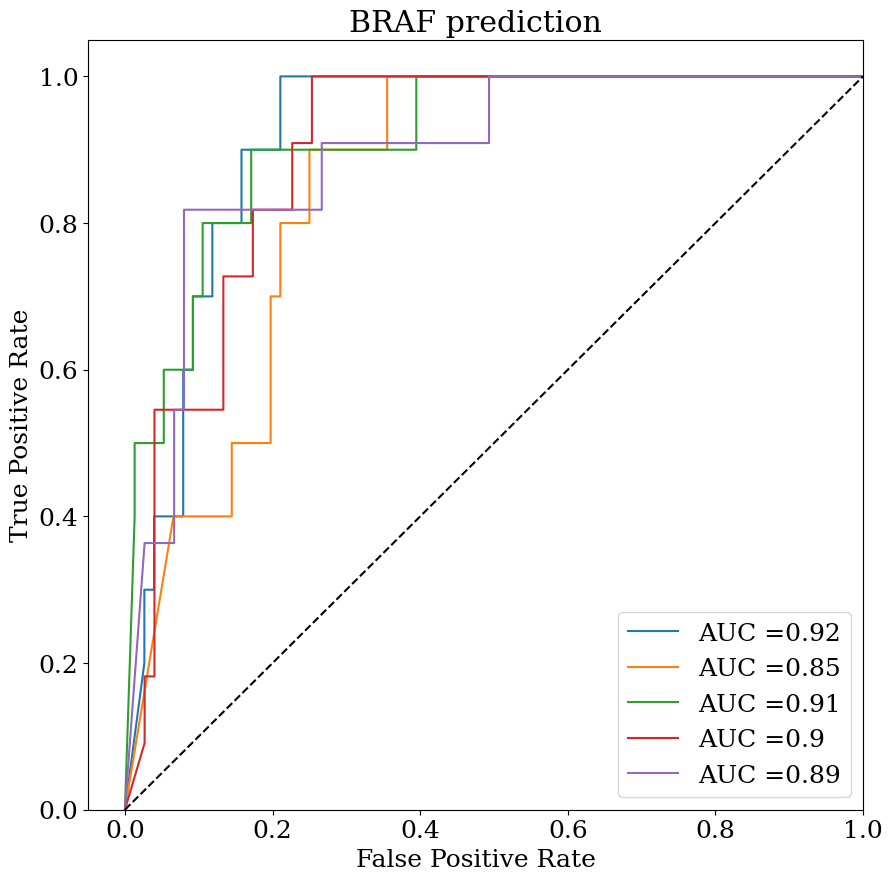 BRAF prediction
True Positive Rate
1.0
0.8
0.6
0.4
0.2
0.0
AUC =0.92
AUC =0.85
AUC =0.91
AUC =0.9
AUC =0.89
0.0 0.2 0.4 0.6 0.8 1.0
False Positive Rate